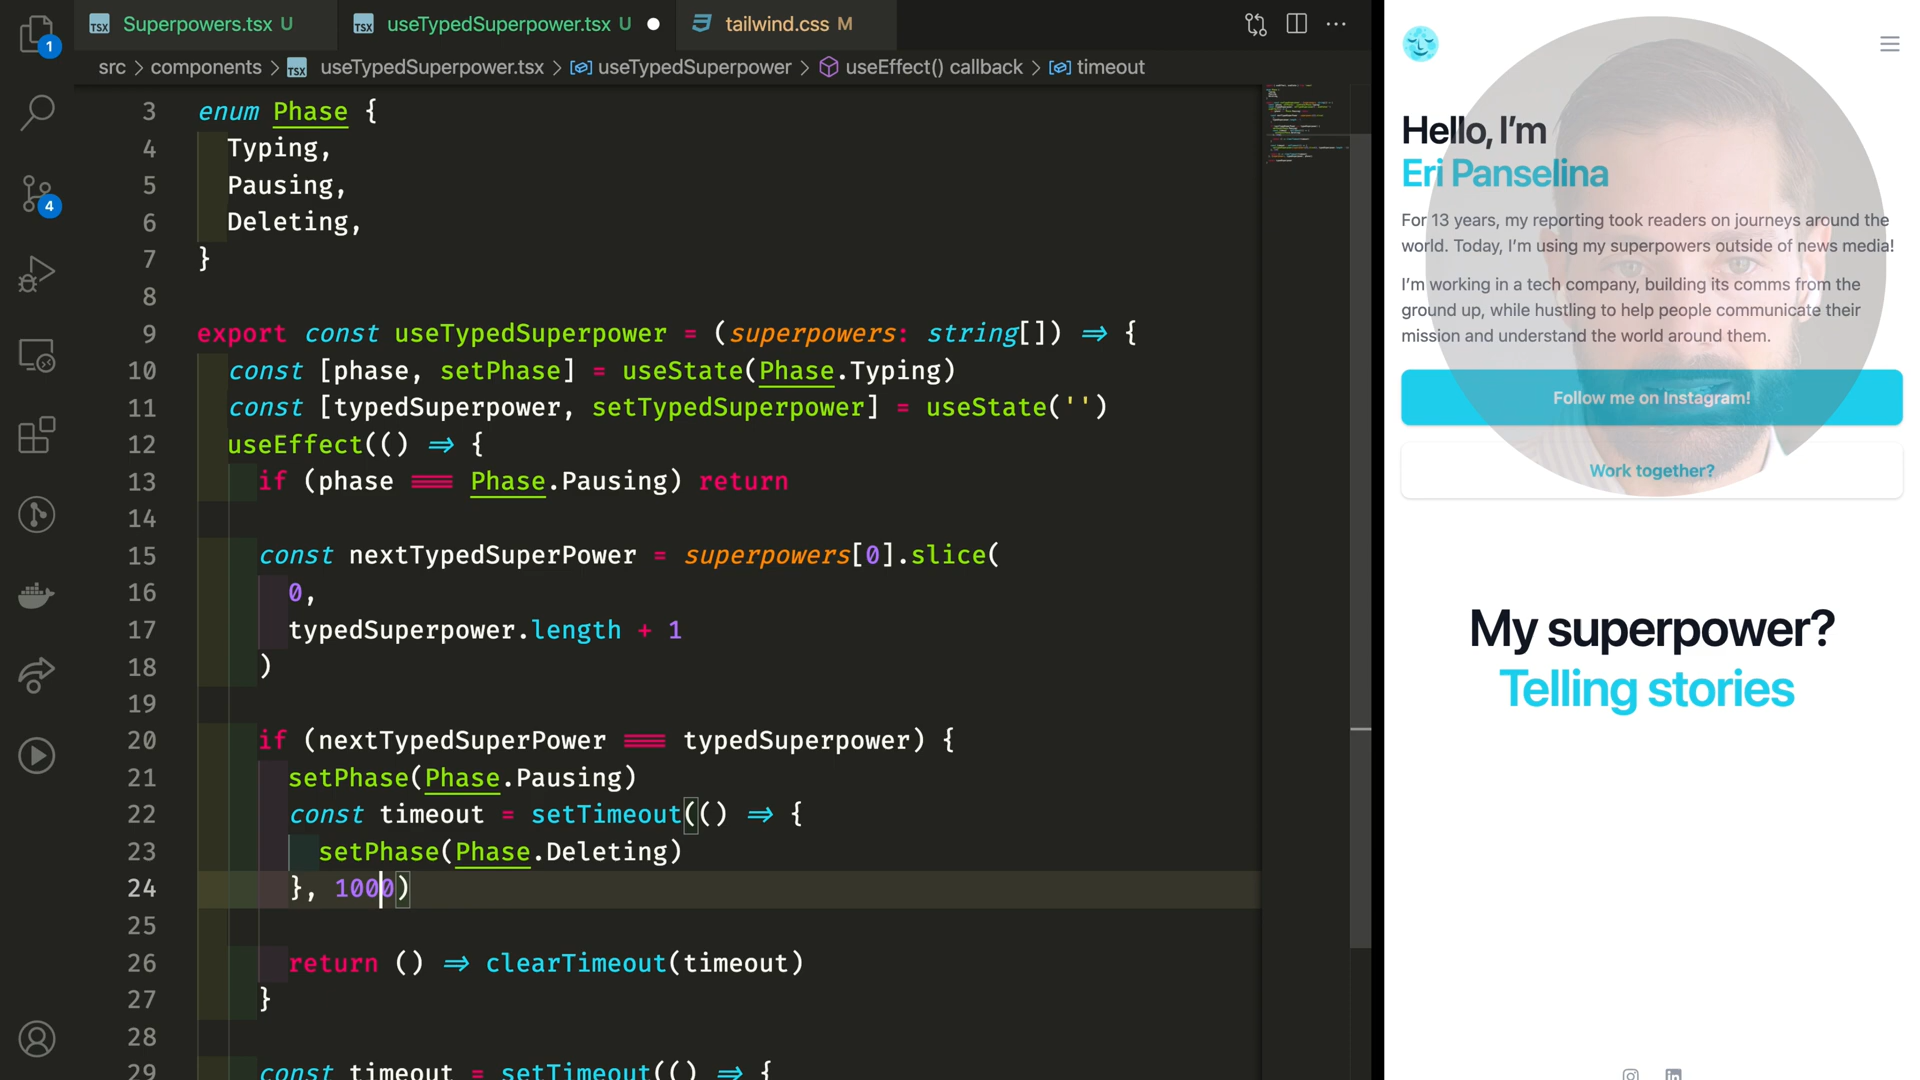 Superpowers.tsx U
useTypedSuperpower.tsx U
tailwind.css M
src > components > useTypedSuperpower.tsx > useTypedSuperpower > useEffect() callback > timeout
1
4
3 enum Phase {
4 Typing,
5 Pausing,
6 Deleting,
7 }
8
9 export const useTypedSuperpower = (superpowers: string[]) => {
10 const [phase, setPhase] = useState(Phase.Typing)
11 const [typedSuperpower, setTypedSuperpower] = useState('')
12 useEffect(() => {
13 if (phase === Phase.Pausing) return
14
15 const nextTypedSuperPower = superpowers[0].slice(
16 0,
17 typedSuperpower.length + 1
18 )
19
20 if (nextTypedSuperPower === typedSuperpower) {
21 setPhase(Phase.Pausing)
22 const timeout = setTimeout(() => {
23 setPhase(Phase.Deleting)
24 }, 1000)
25
26 return () => clearTimeout(timeout)
27 }
28
29 const timeout = setTimeout(() => {
Hello, I'm
Eri Panselina
For 13 years, my reporting took readers on journeys around the
world. Today, I'm using my superpowers outside of news media!
I'm working in a tech company, building its comms from the
ground up, while hustling to help people communicate their
mission and understand the world around them.
Follow me on Instagram!
Work together?
My superpower?
Telling stories